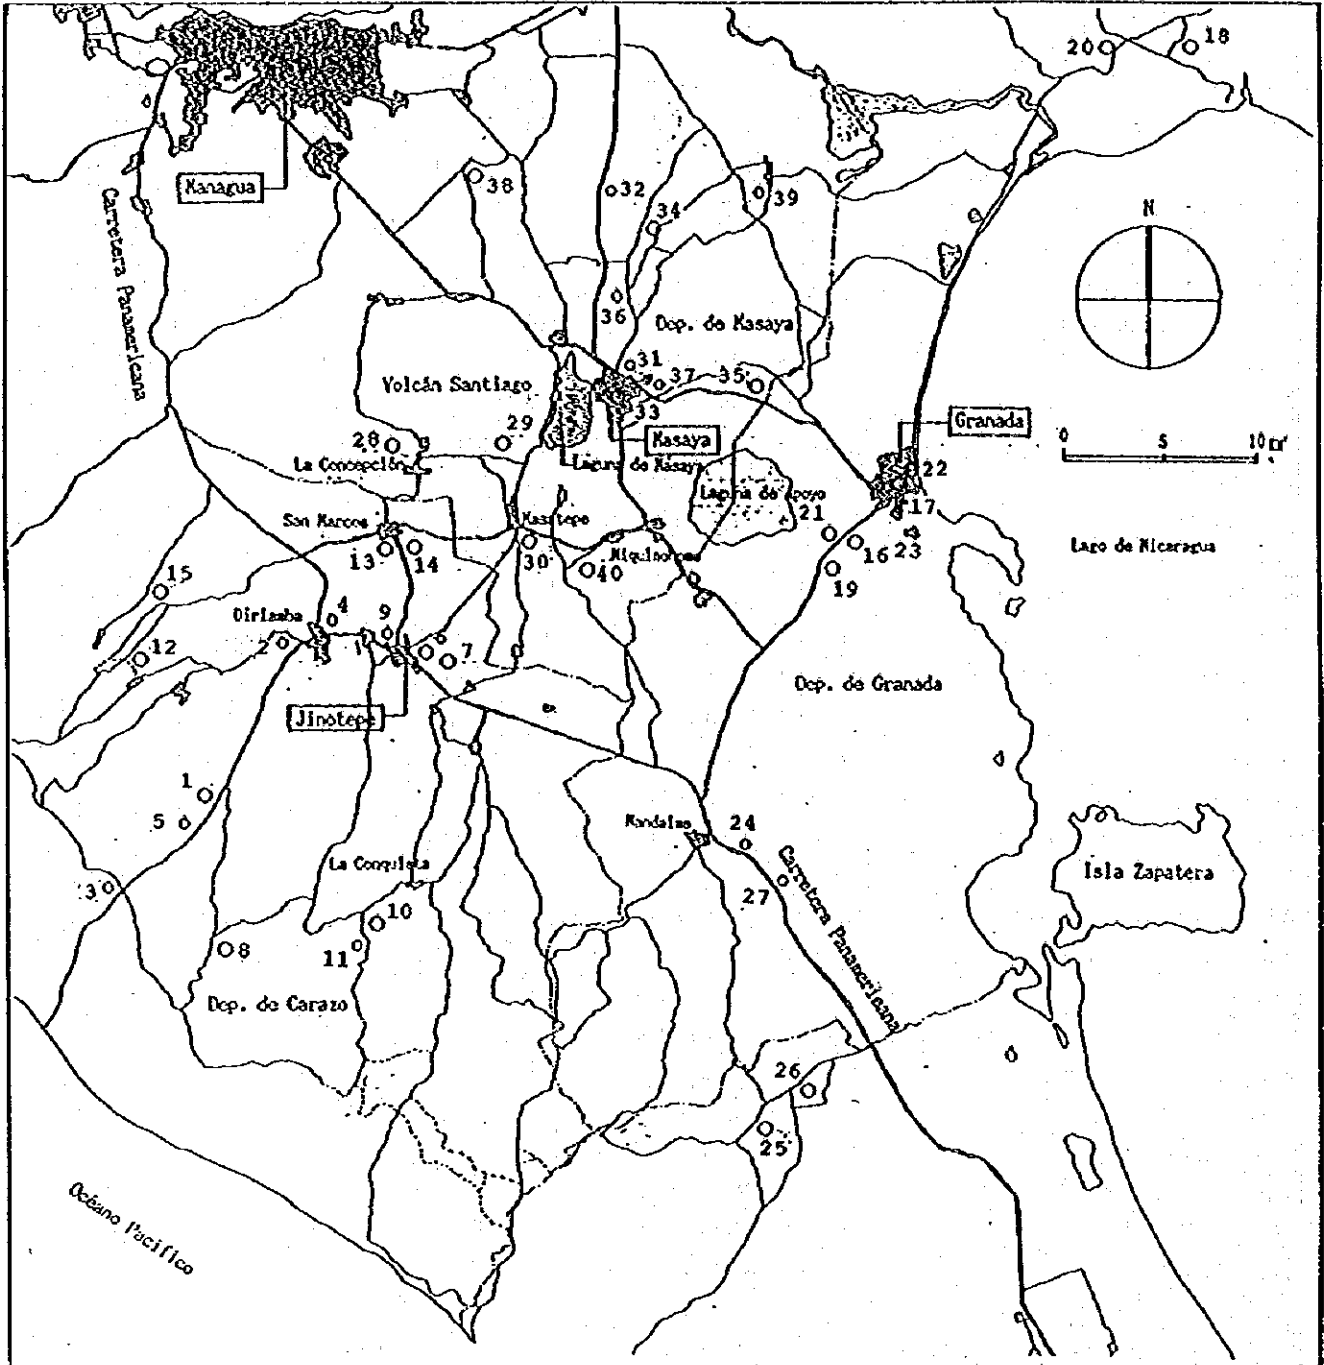 20
18
Managua
38
32
34
39
N
Carretera Panamericana
36
Dep. de Masaya
31
37
35
Volcán Santiago
33
Granada
0 5 10
28
29
Masaya
22
La Concepción
Laguna de Masaya
Laguna de Apoyo
17
21
San Marcos
Masatepe
16
23
Lago de Nicaragua
13
14
30
40
19
15
Diriamba
4
9
2
7
12
Dep. de Granada
Jinotepe
1
5
24
La Conquista
3
27
Carretera Panamericana
Isla Zapatera
10
8
11
Dep. de Carazo
26
25
Océano Pacífico